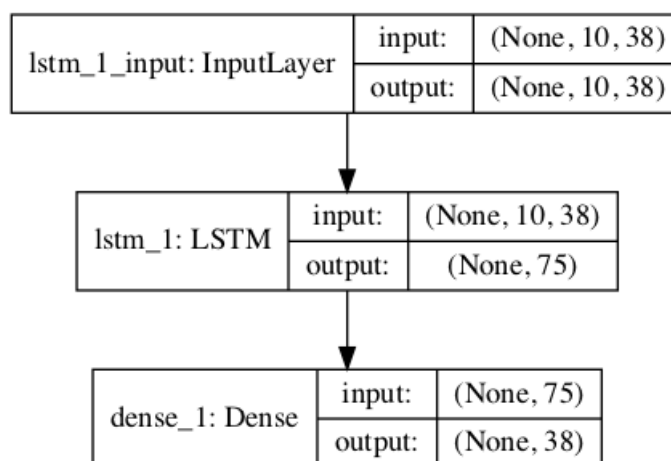 lstm_1_input: InputLayer
input: (None, 10, 38)
output: (None, 10, 38)
lstm_1: LSTM
input: (None, 10, 38)
output: (None, 75)
dense_1: Dense
input: (None, 75)
output: (None, 38)